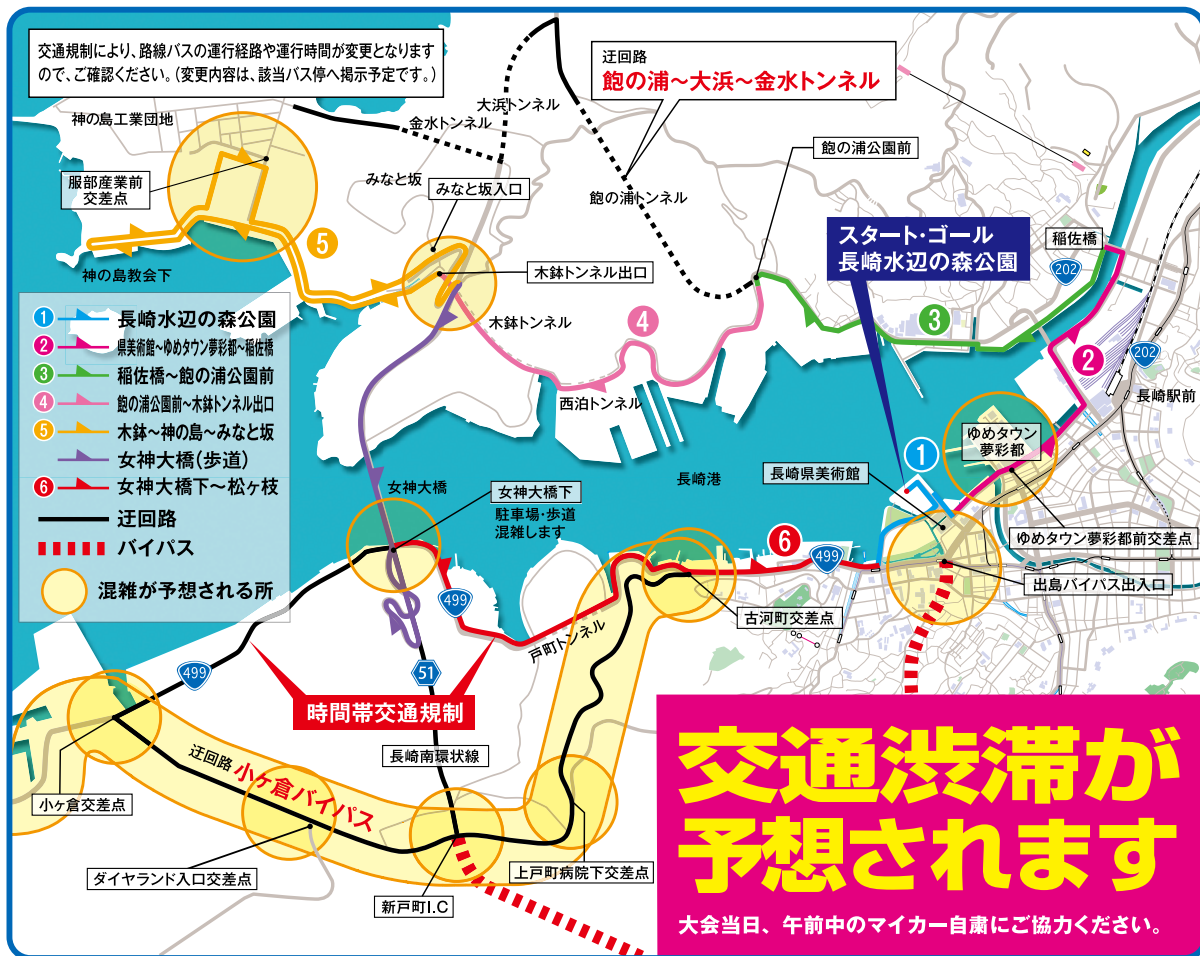 交通規制により、路線バスの運行経路や運行時間が変更となります
ので、ご確認ください。(変更内容は、該当バス停へ掲示予定です。)
迂回路
飽の浦〜大浜〜金水トンネル
大浜トンネル
金水トンネル
神の島工業団地
飽の浦公園前
服部産業前
交差点
みなと坂
みなと坂入口
飽の浦トンネル
スタート・ゴール
長崎水辺の森公園
稲佐橋
202
5
神の島教会下
木鉢トンネル出口
木鉢トンネル
4
3
2
202
長崎駅前
西泊トンネル
1 長崎水辺の森公園
2 県美術館〜ゆめタウン夢彩都〜稲佐橋
3 稲佐橋〜飽の浦公園前
4 飽の浦公園前〜木鉢トンネル出口
5 木鉢〜神の島〜みなと坂
女神大橋(歩道)
6 女神大橋下〜松ヶ枝
迂回路
バイパス
混雑が予想される所
ゆめタウン
夢彩都
1
長崎県美術館
長崎港
女神大橋
女神大橋下
駐車場・歩道
混雑します
ゆめタウン夢彩都前交差点
6
499
出島バイパス出入口
499
古河町交差点
戸町トンネル
499
51
時間帯交通規制
長崎南環状線
迂回路 小ヶ倉バイパス
小ヶ倉交差点
ダイヤランド入口交差点
上戸町病院下交差点
新戸町I.C
交通渋滞が
予想されます
大会当日、午前中のマイカー自粛にご協力ください。